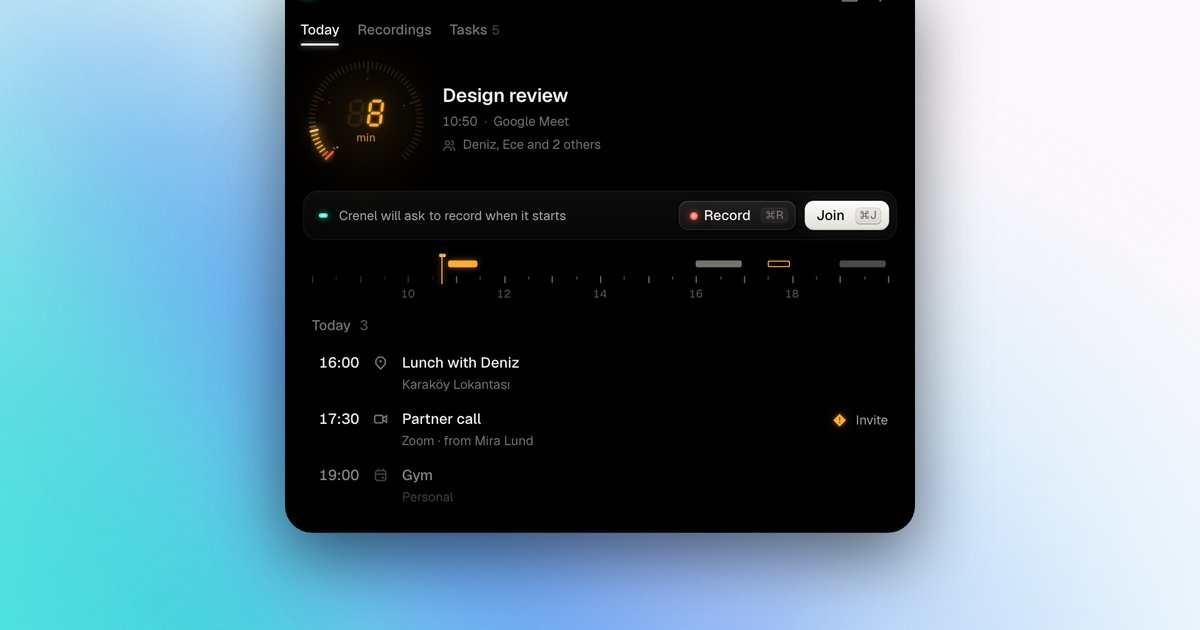 Today Recordings Tasks 5
8
min
Design review
10:50 · Google Meet
Deniz, Ece and 2 others
Crenel will ask to record when it starts
Record ⌘R
Join ⌘J
10 12 14 16 18
Today 3
16:00 Lunch with Deniz
Karaköy Lokantası
17:30 Partner call
Invite
Zoom · from Mira Lund
19:00 Gym
Personal